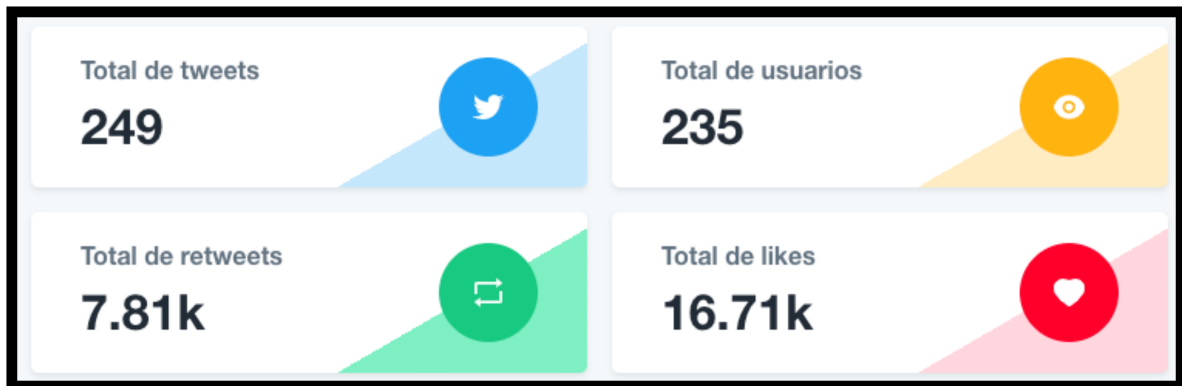 Total de tweets
249
Total de usuarios
235
Total de retweets
7.81k
Total de likes
16.71k